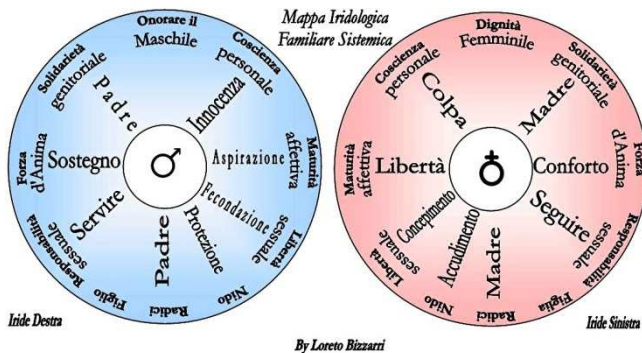 Mappa Iridologica
Familiare Sistemica
Onorare il
Maschile
Coscienza
personale
Innocenza
Maturità
affettiva
Aspirazione
Libertà
sessuale
Fecondazione
Nido
Protezione
Radici
Padre
Figlio
Responsabilità
sessuale
Servire
Forza
d'Anima
Sostegno
Solidarietà
genitoriale
Padre
♂
Iride Destra
Dignità
Femminile
Solidarietà
genitoriale
Madre
Forza
d'Anima
Conforto
Responsabilità
sessuale
Seguire
Figlia
Radici
Madre
Nido
Accudimento
Libertà
sessuale
Concepimento
Maturità
affettiva
Libertà
Coscienza
personale
Colpa
♀
Iride Sinistra
By Loreto Bizzarri